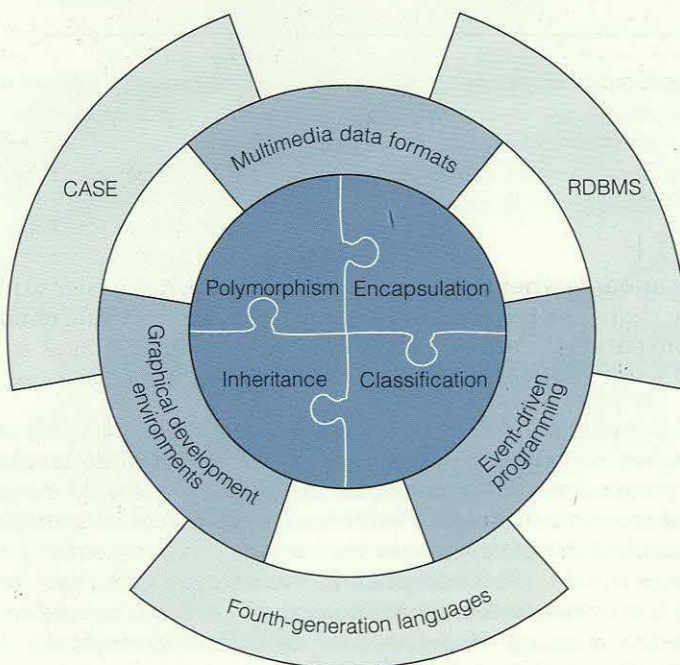 Multimedia data formats
CASE
RDBMS
Polymorphism
Encapsulation
Inheritance
Classification
Graphical development
environments
Event-driven
programming
Fourth-generation languages